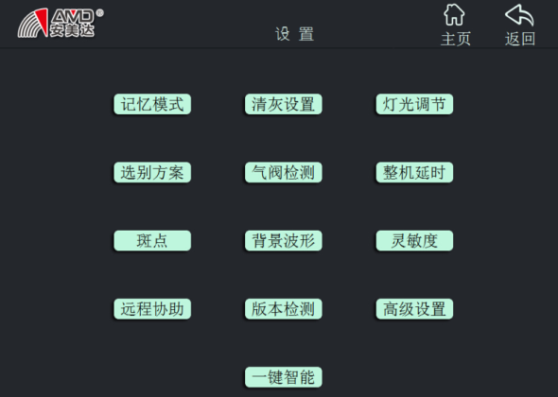 AMD®
安美达
设置
主页
返回
记忆模式 清灰设置 灯光调节
选别方案 气阀检测 整机延时
斑点 背景波形 灵敏度
远程协助 版本检测 高级设置
一键智能